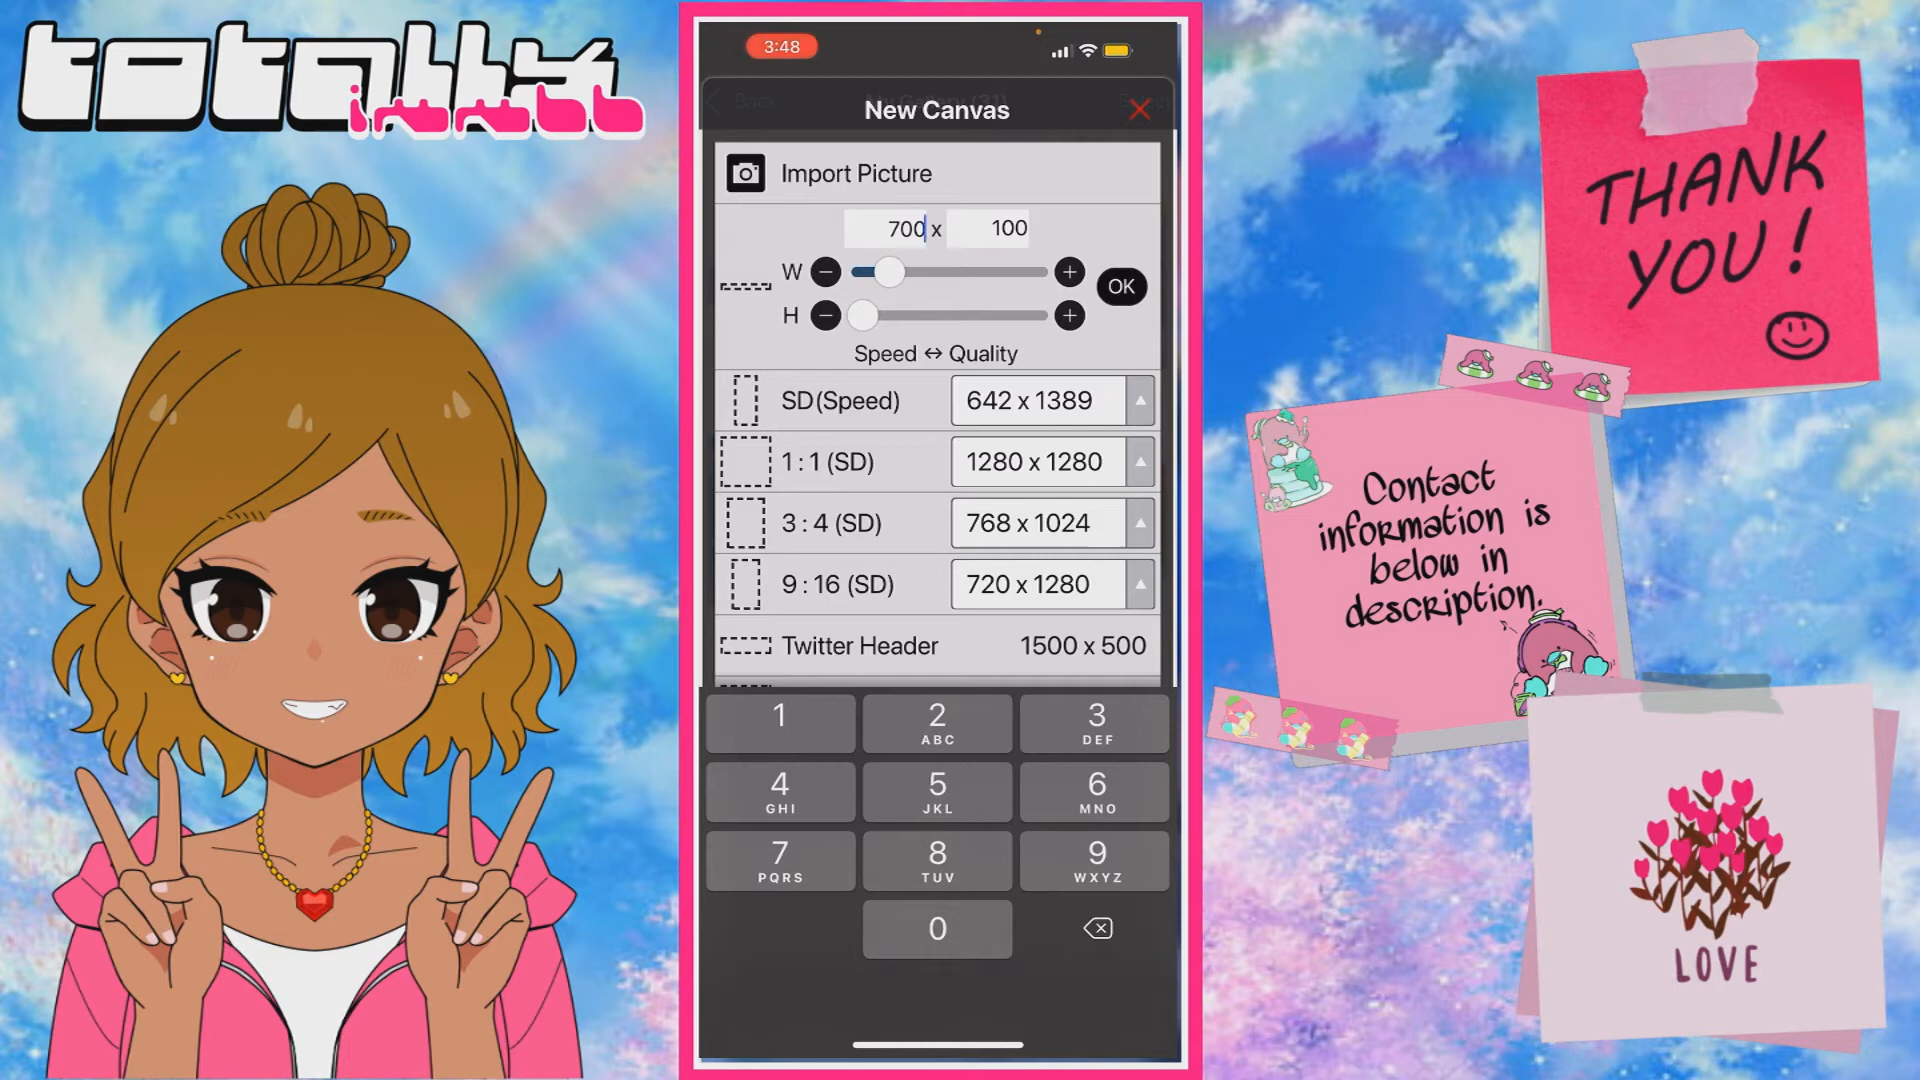 totally
3:48
New Canvas
Import Picture
700 x 100
W
OK
H
Speed ↔ Quality
SD(Speed) 642 x 1389
1 : 1 (SD) 1280 x 1280
3 : 4 (SD) 768 x 1024
9 : 16 (SD) 720 x 1280
Twitter Header 1500 x 500
1 2 3
ABC DEF
4 5 6
GHI JKL MNO
7 8 9
PQRS TUV WXYZ
0
THANK
YOU!
Contact
information is
below in
description.
LOVE